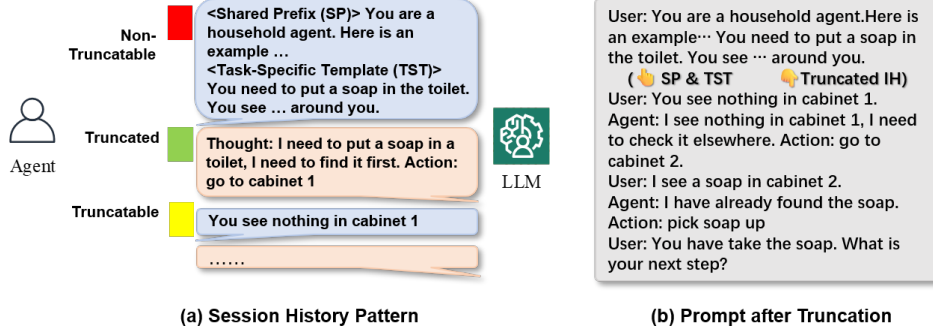 Non-
Truncatable
<Shared Prefix (SP)> You are a
household agent. Here is an
example ...
<Task-Specific Template (TST)>
You need to put a soap in the toilet.
You see ... around you.
Agent
Truncated
Thought: I need to put a soap in a
toilet, I need to find it first. Action:
go to cabinet 1
LLM
Truncatable
You see nothing in cabinet 1
......
(a) Session History Pattern
User: You are a household agent.Here is
an example··· You need to put a soap in
the toilet. You see ··· around you.
(👆 SP & TST 👇Truncated IH)
User: You see nothing in cabinet 1.
Agent: I see nothing in cabinet 1, I need
to check it elsewhere. Action: go to
cabinet 2.
User: I see a soap in cabinet 2.
Agent: I have already found the soap.
Action: pick soap up
User: You have take the soap. What is
your next step?
(b) Prompt after Truncation